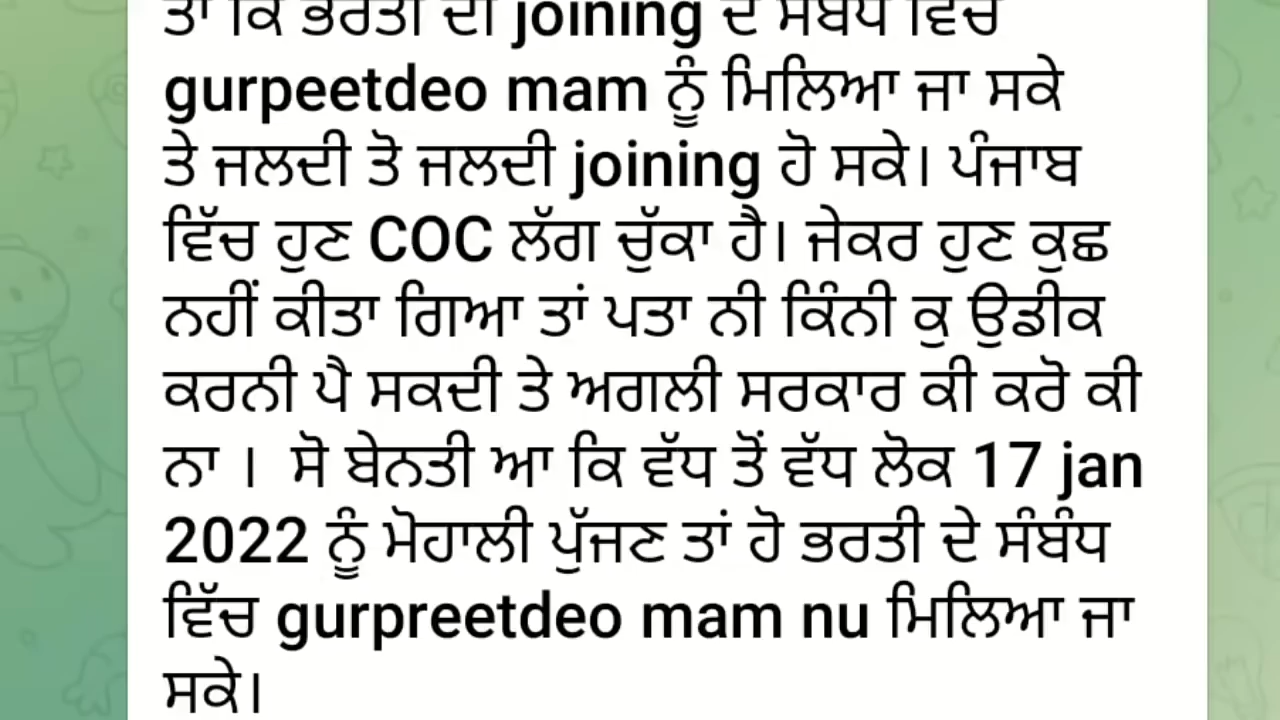 ਤਾਂ ਕਿ ਭਰਤੀ ਦੀ joining ਦੇ ਸੰਬੰਧ ਵਿੱਚ
gurpeetdeo mam ਨੂੰ ਮਿਲਿਆ ਜਾ ਸਕੇ
ਤੇ ਜਲਦੀ ਤੋ ਜਲਦੀ joining ਹੋ ਸਕੇ। ਪੰਜਾਬ
ਵਿੱਚ ਹੁਣ COC ਲੱਗ ਚੁੱਕਾ ਹੈ। ਜੇਕਰ ਹੁਣ ਕੁਛ
ਨਹੀਂ ਕੀਤਾ ਗਿਆ ਤਾਂ ਪਤਾ ਨੀ ਕਿੰਨੀ ਕੁ ਉਡੀਕ
ਕਰਨੀ ਪੈ ਸਕਦੀ ਤੇ ਅਗਲੀ ਸਰਕਾਰ ਕੀ ਕਰੋ ਕੀ
ਨਾ । ਸੋ ਬੇਨਤੀ ਆ ਕਿ ਵੱਧ ਤੋਂ ਵੱਧ ਲੋਕ 17 jan
2022 ਨੂੰ ਮੋਹਾਲੀ ਪੁੱਜਣ ਤਾਂ ਹੋ ਭਰਤੀ ਦੇ ਸੰਬੰਧ
ਵਿੱਚ gurpreetdeo mam nu ਮਿਲਿਆ ਜਾ
ਸਕੇ।